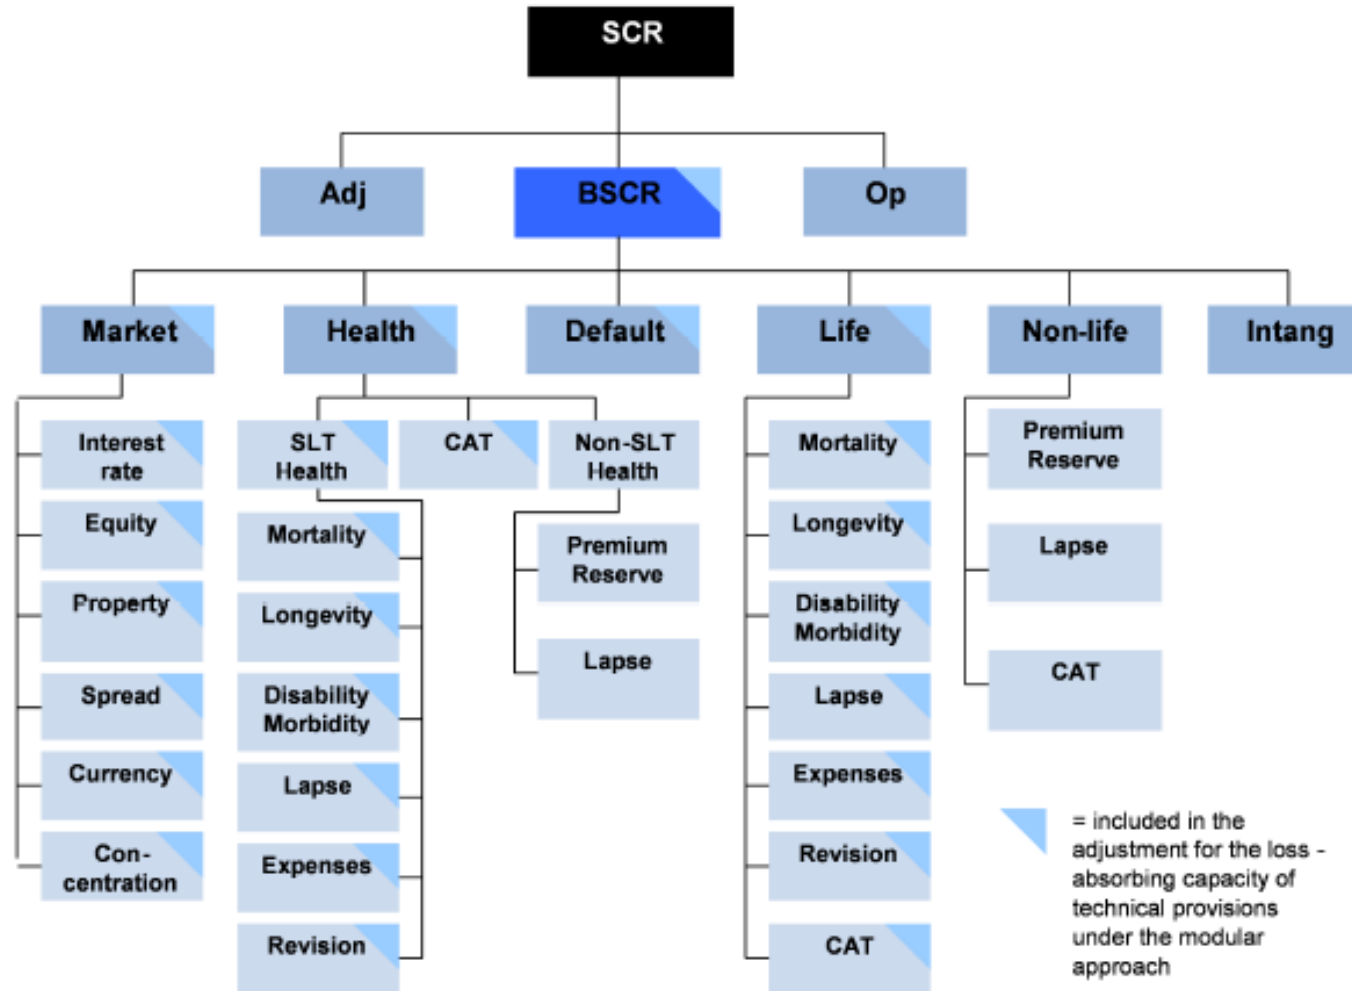 SCR
Adj
BSCR
Op
Market
Health
Default
Life
Non-life
Intang
Interest
rate
Equity
Property
Spread
Currency
Con-
centration
SLT
Health
CAT
Non-SLT
Health
Mortality
Longevity
Disability
Morbidity
Lapse
Expenses
Revision
Premium
Reserve
Lapse
Mortality
Longevity
Disability
Morbidity
Lapse
Expenses
Revision
CAT
Premium
Reserve
Lapse
CAT
= included in the
adjustment for the loss -
absorbing capacity of
technical provisions
under the modular
approach